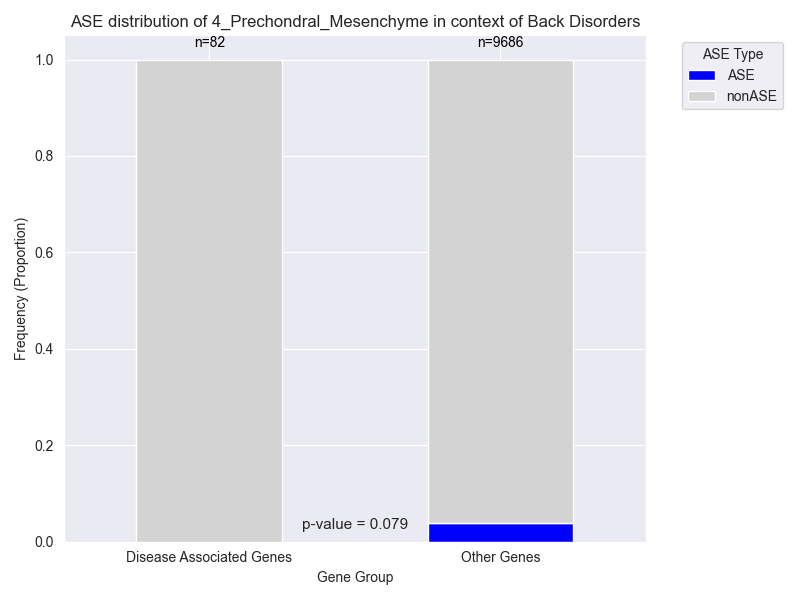 ASE distribution of 4_Prechondral_Mesenchyme in context of Back Disorders
n=82
n=9686
ASE Type
ASE
nonASE
1.0
0.8
0.6
0.4
0.2
0.0
Frequency (Proportion)
p-value = 0.079
Disease Associated Genes
Other Genes
Gene Group